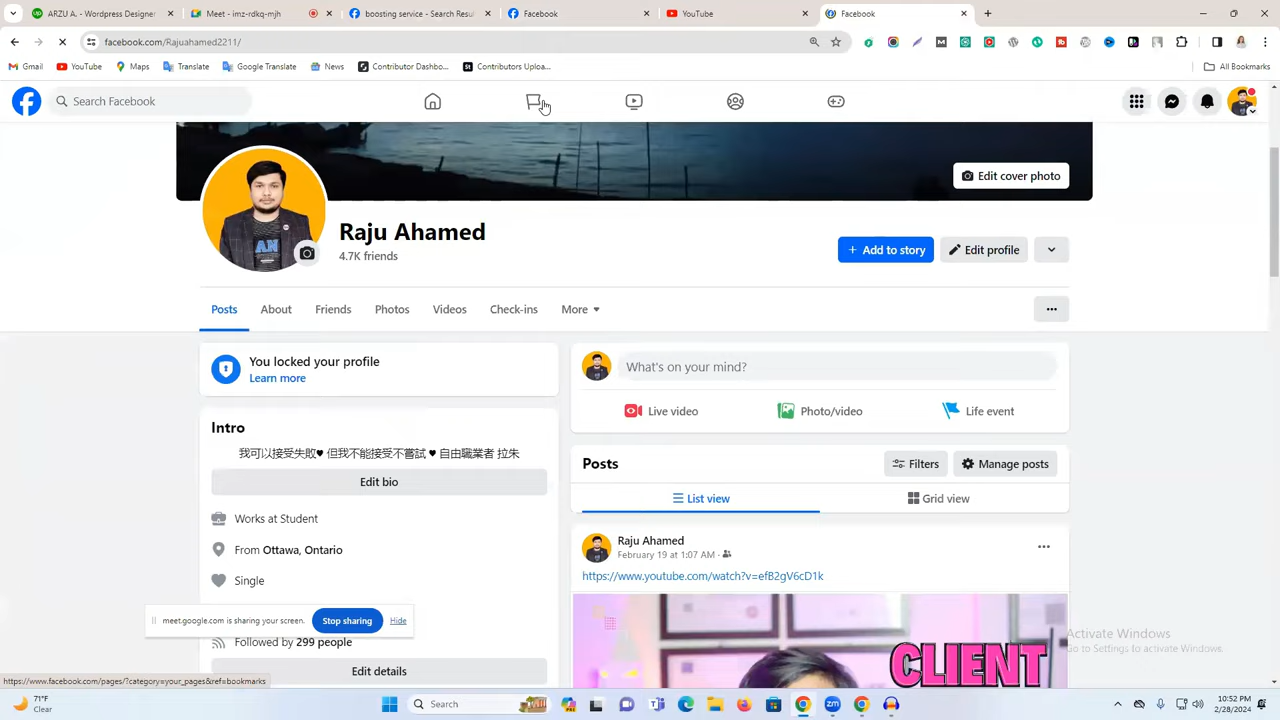 ARZU A. - Wordpress Design
Meet - imz-rdkq-mjh
boosting service - Search Resul
Facebook
YouTube
Facebook
facebook.com/Rajuahamed2211/
Gmail
YouTube
Maps
Translate
Google Translate
News
Contributor Dashbo...
Contributors Uploa...
All Bookmarks
Search Facebook
Edit cover photo
Raju Ahamed
4.7K friends
+ Add to story
Edit profile
Posts
About
Friends
Photos
Videos
Check-ins
More
You locked your profile
Learn more
What's on your mind?
Live video
Photo/video
Life event
Intro
我可以接受失敗♥ 但我不能接受不嘗試 ♥ 自由職業者 拉朱
Edit bio
Posts
Filters
Manage posts
List view
Grid view
Works at Student
From Ottawa, Ontario
Single
Raju Ahamed
February 19 at 1:07 AM
https://www.youtube.com/watch?v=efB2gV6cD1k
meet.google.com is sharing your screen.
Stop sharing
Hide
Followed by 299 people
Edit details
AN
CLIENT
Activate Windows
Go to Settings to activate Windows.
https://www.facebook.com/pages/?category=your_pages&ref=bookmarks
71°F
Clear
Search
zm
10:52 PM
2/28/2024